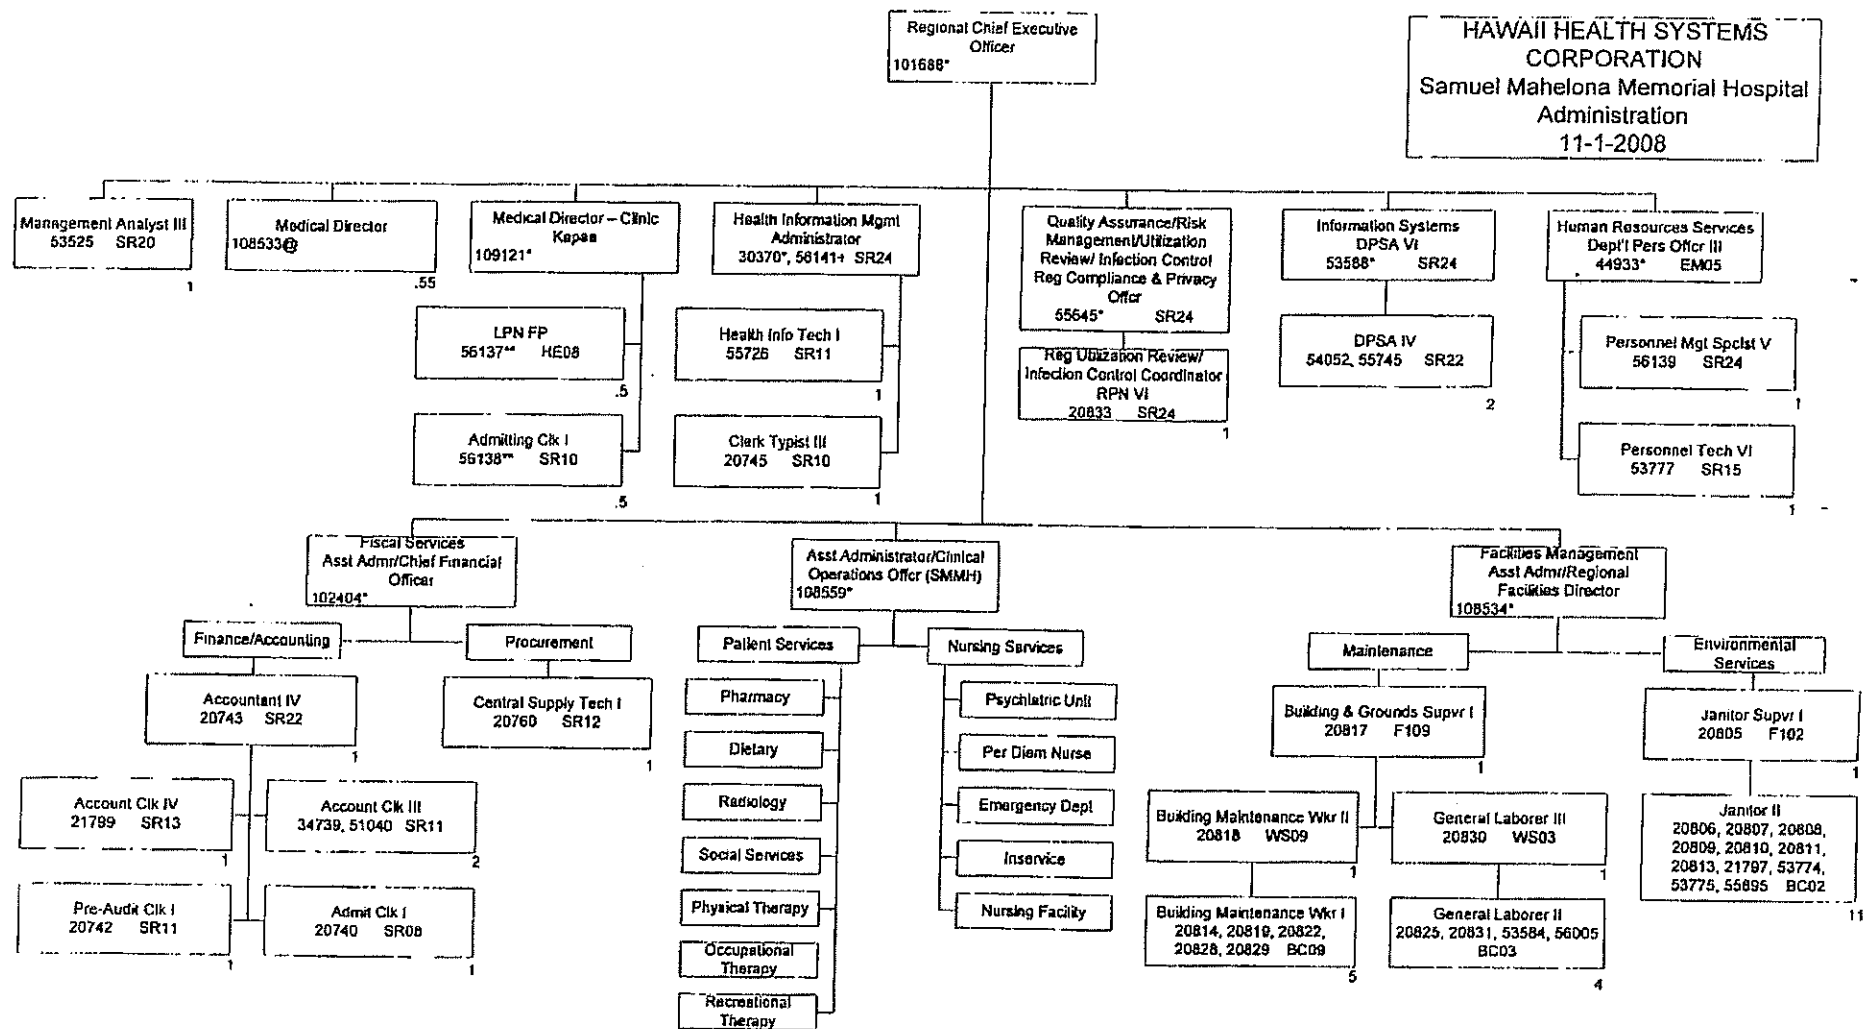 Regional Chief Executive
Officer
101688*
HAWAII HEALTH SYSTEMS
CORPORATION
Samuel Mahelona Memorial Hospital
Administration
11-1-2008
Management Analyst III
53525 SR20
1
Medical Director
108533@
.55
Medical Director – Clinic
Kapaa
109121*
Health Information Mgmt
Administrator
30370*, 56141+ SR24
Quality Assurance/Risk
Management/Utilization
Review/ Infection Control
Reg Compliance & Privacy
Offcr
55645* SR24
Information Systems
DPSA VI
53588* SR24
Human Resources Services
Dept'l Pers Offcr III
44933* EM05
LPN FP
56137** HE08
.5
Health Info Tech I
55726 SR11
1
Reg Utilization Review/
Infection Control Coordinator
RPN VI
20833 SR24
1
DPSA IV
54052, 55745 SR22
2
Personnel Mgt Spclst V
56139 SR24
1
Admitting Clk I
56138** SR10
.5
Clerk Typist III
20745 SR10
1
Personnel Tech VI
53777 SR15
1
Fiscal Services
Asst Admr/Chief Financial
Officer
102404*
Asst Administrator/Clinical
Operations Offcr (SMMH)
108559*
Facilities Management
Asst Admr/Regional
Facilities Director
108534*
Finance/Accounting
Procurement
Patient Services
Nursing Services
Maintenance
Environmental
Services
Accountant IV
20743 SR22
1
Central Supply Tech I
20760 SR12
1
Pharmacy
Dietary
Radiology
Social Services
Physical Therapy
Occupational
Therapy
Recreational
Therapy
Psychiatric Unit
Per Diem Nurse
Emergency Dept
Inservice
Nursing Facility
Building & Grounds Supvr I
20817 F109
1
Janitor Supvr I
20805 F102
1
Account Clk IV
21799 SR13
1
Account Clk III
34739, 51040 SR11
2
Pre-Audit Clk I
20742 SR11
1
Admit Clk I
20740 SR08
1
Building Maintenance Wkr II
20818 WS09
1
General Laborer III
20830 WS03
1
Janitor II
20806, 20807, 20808,
20809, 20810, 20811,
20813, 21797, 53774,
53775, 55895 BC02
11
Building Maintenance Wkr I
20814, 20819, 20822,
20828, 20829 BC09
5
General Laborer II
20825, 20831, 53584, 56005
BC03
4